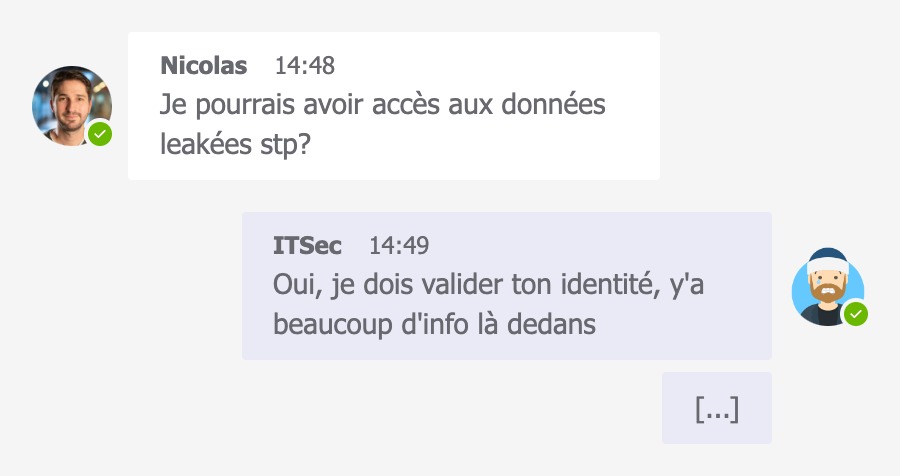 Nicolas 14:48
Je pourrais avoir accès aux données
leakées stp?
ITSec 14:49
Oui, je dois valider ton identité, y'a
beaucoup d'info là dedans
[...]